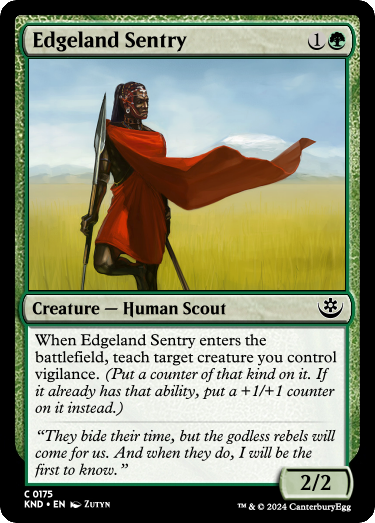 Edgeland Sentry 1
Creature — Human Scout
When Edgeland Sentry enters the
battlefield, teach target creature you control
vigilance. (Put a counter of that kind on it. If
it already has that ability, put a +1/+1 counter
on it instead.)
“They bide their time, but the godless rebels will
come for us. And when they do, I will be the
first to know.”
2/2
C 0175
KND • EN Zutyn
™ & © 2024 CanterburyEgg